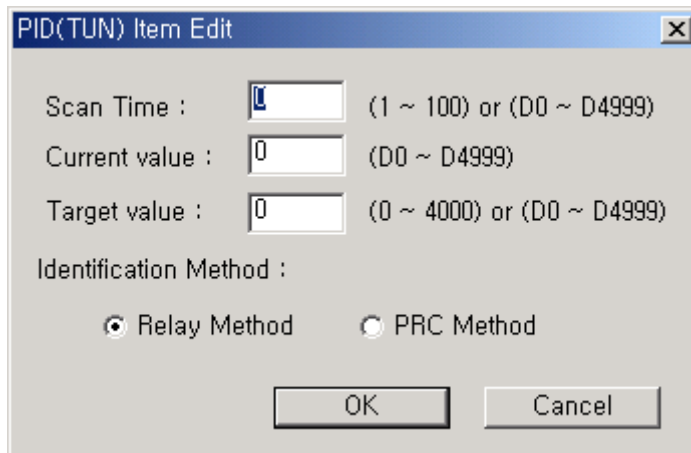 PID(TUN) Item Edit
Scan Time : 0 (1 ~ 100) or (D0 ~ D4999)
Current value : 0 (D0 ~ D4999)
Target value : 0 (0 ~ 4000) or (D0 ~ D4999)
Identification Method :
Relay Method PRC Method
OK Cancel